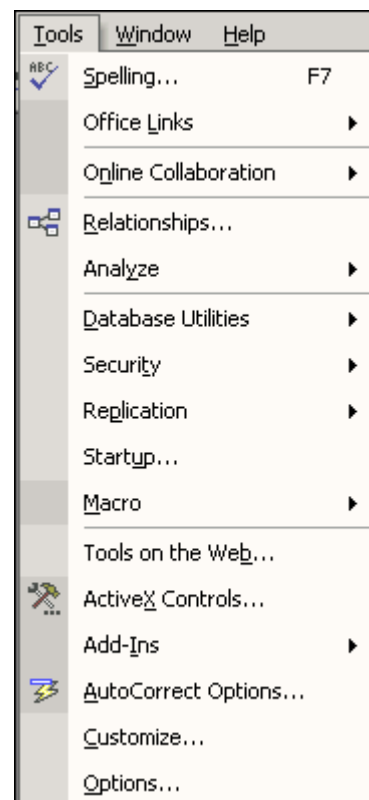 Tools Window Help
ABC Spelling... F7
Office Links
Online Collaboration
Relationships...
Analyze
Database Utilities
Security
Replication
Startup...
Macro
Tools on the Web...
ActiveX Controls...
Add-Ins
AutoCorrect Options...
Customize...
Options...